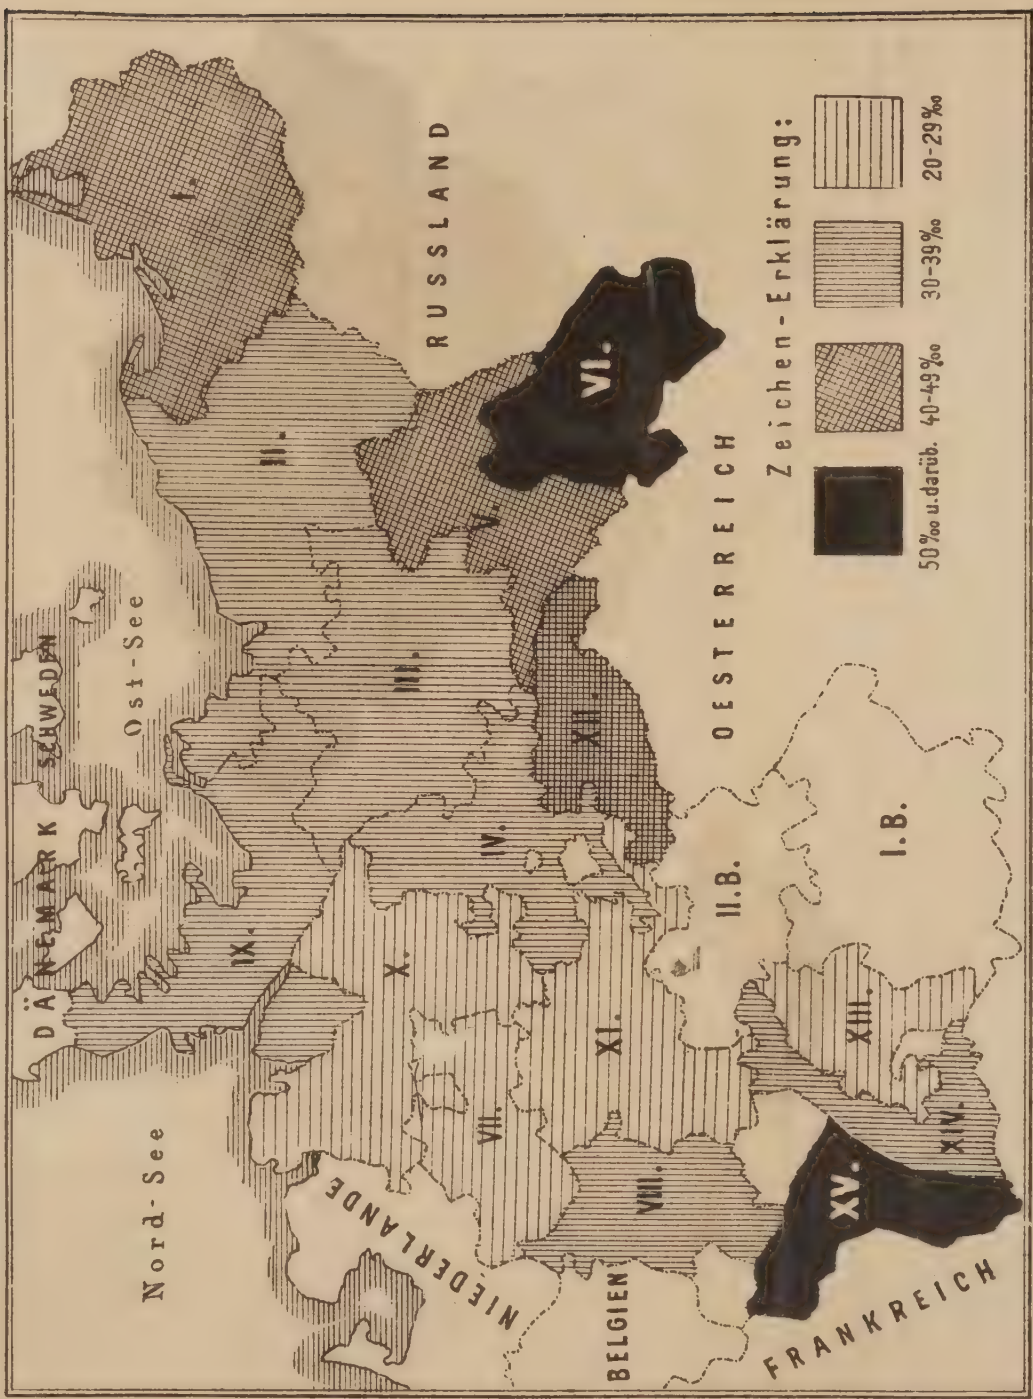 Nord-See
DÄNEMARK
SCHWEDEN
Ost-See
NIEDERLANDE
BELGIEN
FRANKREICH
RUSSLAND
OESTERREICH
I.
II.
III.
IV.
V.
VI.
VII.
VIII.
IX.
X.
XI.
XII.
XIII.
XIV.
XV.
I.B.
II.B.
Zeichen-Erklärung:
50‰ u. darüb.
40-49‰
30-39‰
20-29‰